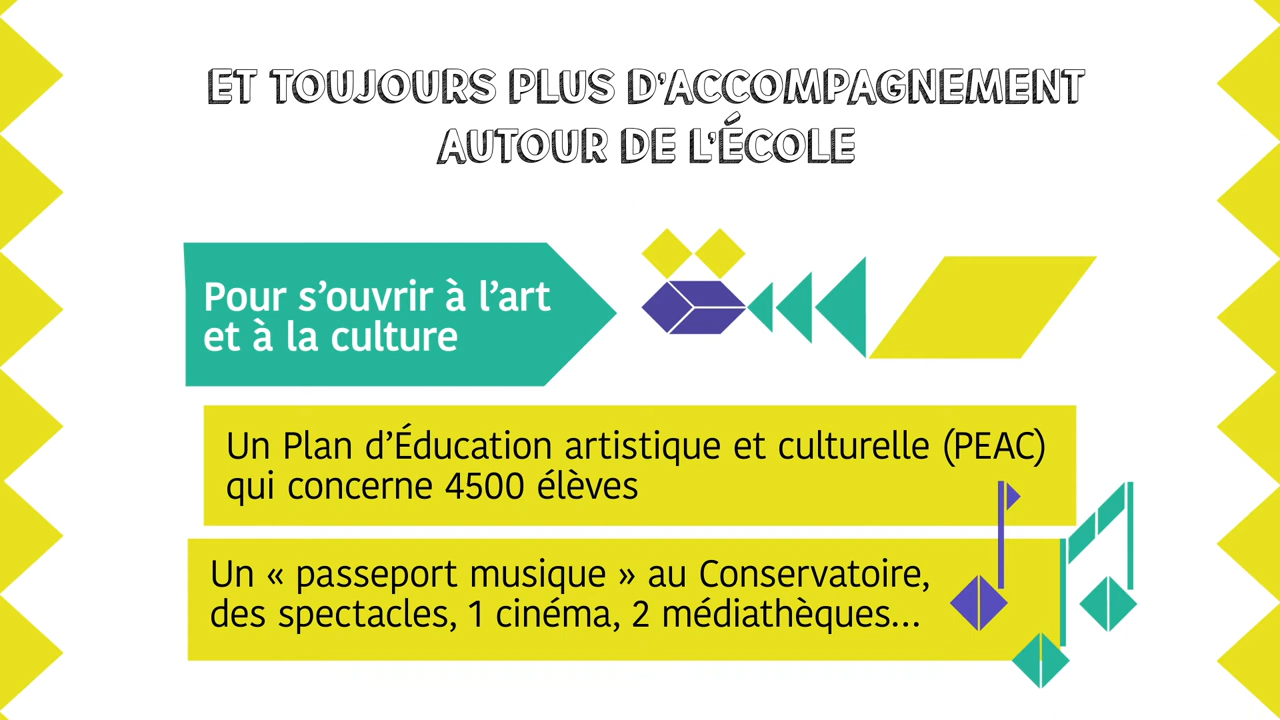 ET TOUJOURS PLUS D'ACCOMPAGNEMENT
AUTOUR DE L'ÉCOLE
Pour s'ouvrir à l'art
et à la culture
Un Plan d'Éducation artistique et culturelle (PEAC)
qui concerne 4500 élèves
Un « passeport musique » au Conservatoire,
des spectacles, 1 cinéma, 2 médiathèques...